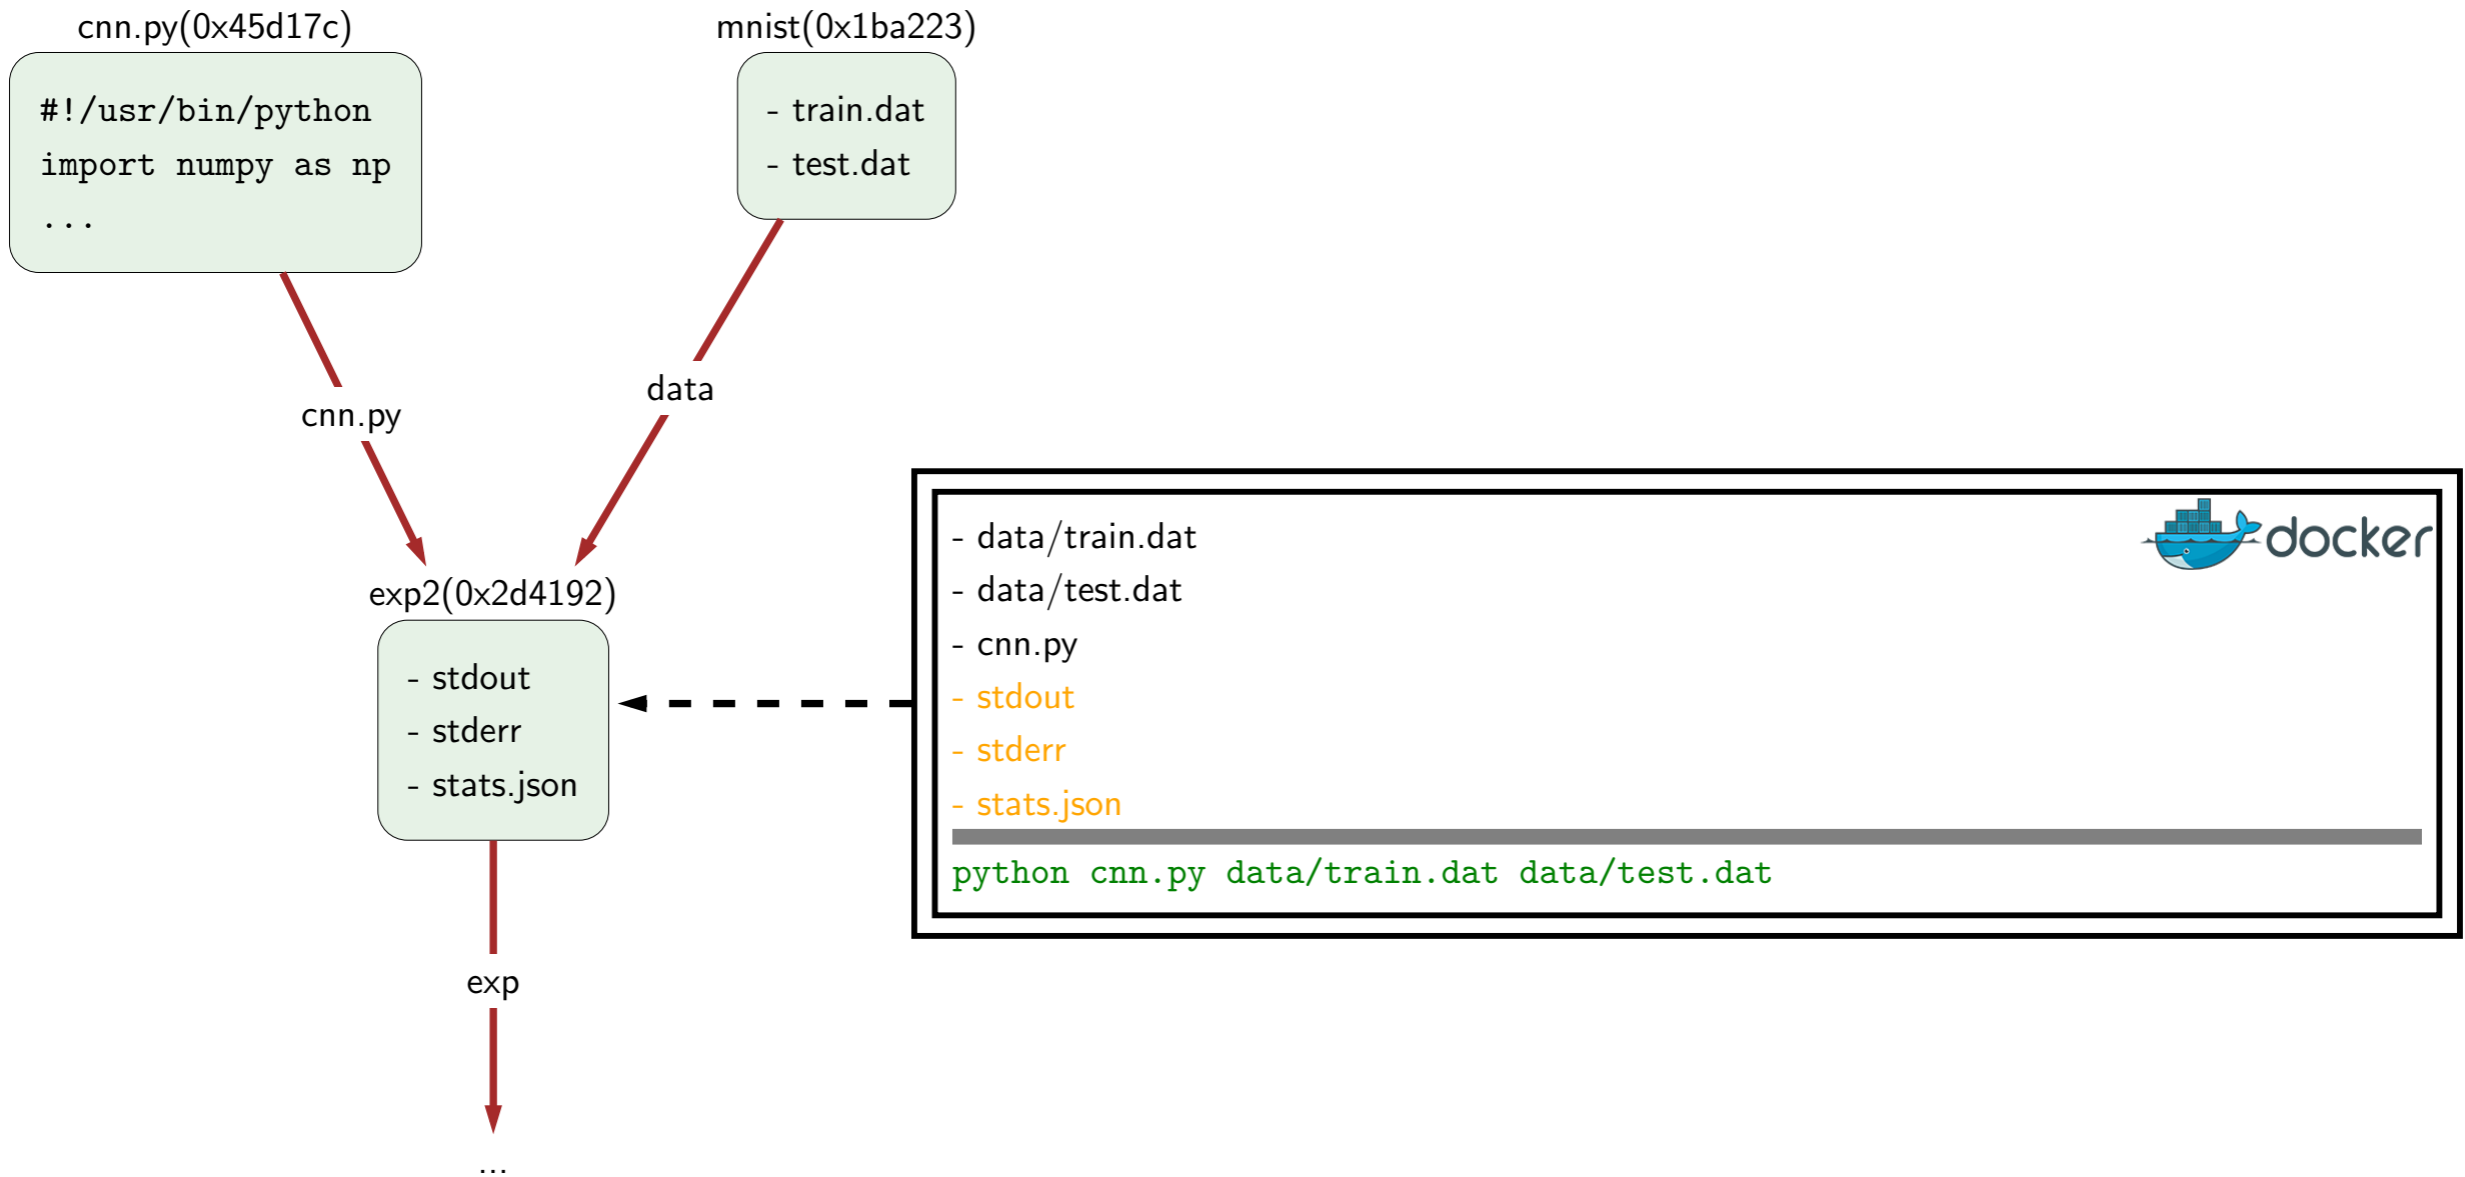 cnn.py(0x45d17c)
#!/usr/bin/python
import numpy as np
...
mnist(0x1ba223)
- train.dat
- test.dat
cnn.py
data
exp2(0x2d4192)
- stdout
- stderr
- stats.json
docker
- data/train.dat
- data/test.dat
- cnn.py
- stdout
- stderr
- stats.json
python cnn.py data/train.dat data/test.dat
exp
...